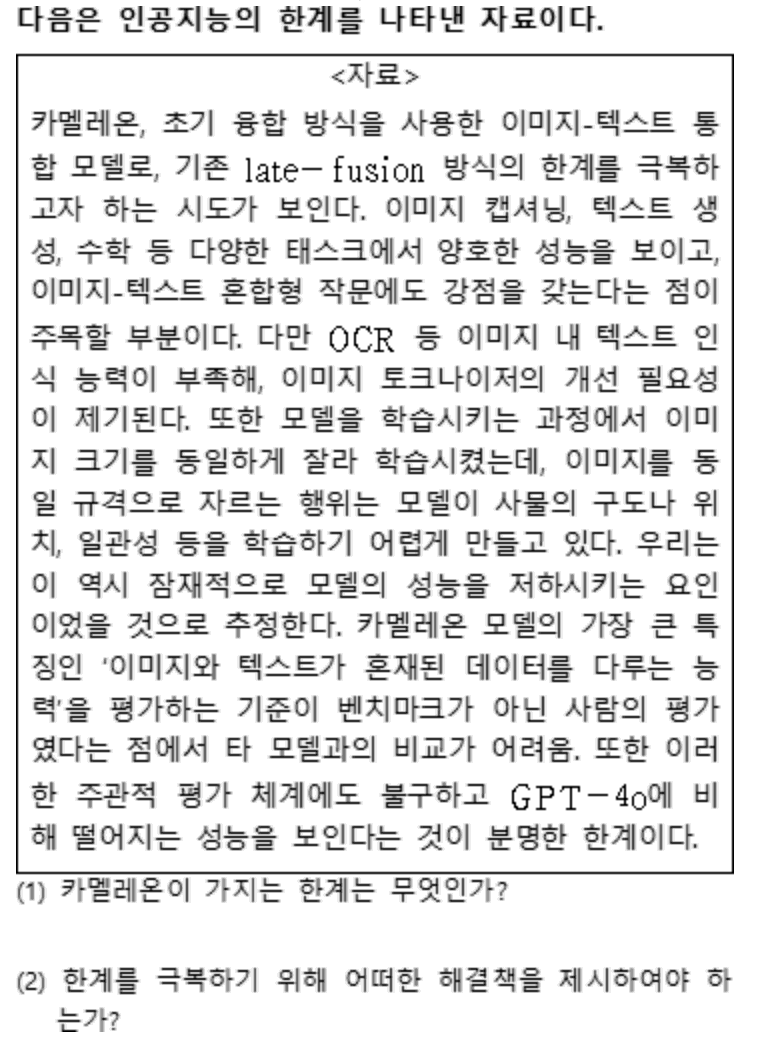 다음은 인공지능의 한계를 나타낸 자료이다.
<자료>
카멜레온, 초기 융합 방식을 사용한 이미지-텍스트 통
합 모델로, 기존 late-fusion 방식의 한계를 극복하
고자 하는 시도가 보인다. 이미지 캡셔닝, 텍스트 생
성, 수학 등 다양한 태스크에서 양호한 성능을 보이고,
이미지-텍스트 혼합형 작문에도 강점을 갖는다는 점이
주목할 부분이다. 다만 OCR 등 이미지 내 텍스트 인
식 능력이 부족해, 이미지 토크나이저의 개선 필요성
이 제기된다. 또한 모델을 학습시키는 과정에서 이미
지 크기를 동일하게 잘라 학습시켰는데, 이미지를 동
일 규격으로 자르는 행위는 모델이 사물의 구도나 위
치, 일관성 등을 학습하기 어렵게 만들고 있다. 우리는
이 역시 잠재적으로 모델의 성능을 저하시키는 요인
이었을 것으로 추정한다. 카멜레온 모델의 가장 큰 특
징인 '이미지와 텍스트가 혼재된 데이터를 다루는 능
력'을 평가하는 기준이 벤치마크가 아닌 사람의 평가
였다는 점에서 타 모델과의 비교가 어려움. 또한 이러
한 주관적 평가 체계에도 불구하고 GPT-4o에 비
해 떨어지는 성능을 보인다는 것이 분명한 한계이다.
(1) 카멜레온이 가지는 한계는 무엇인가?
(2) 한계를 극복하기 위해 어떠한 해결책을 제시하여야 하
는가?